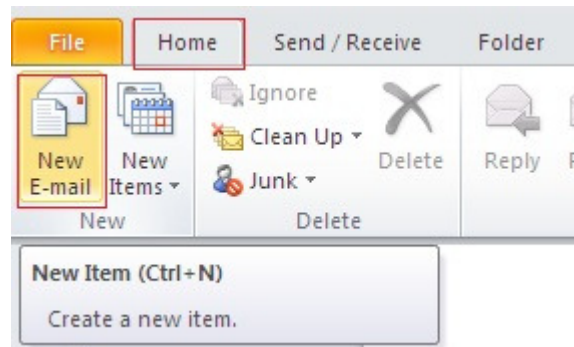 File Home Send / Receive Folder
Ignore
Clean Up
Junk
New E-mail
New Items
Delete
Reply
New Delete
New Item (Ctrl+N)
Create a new item.